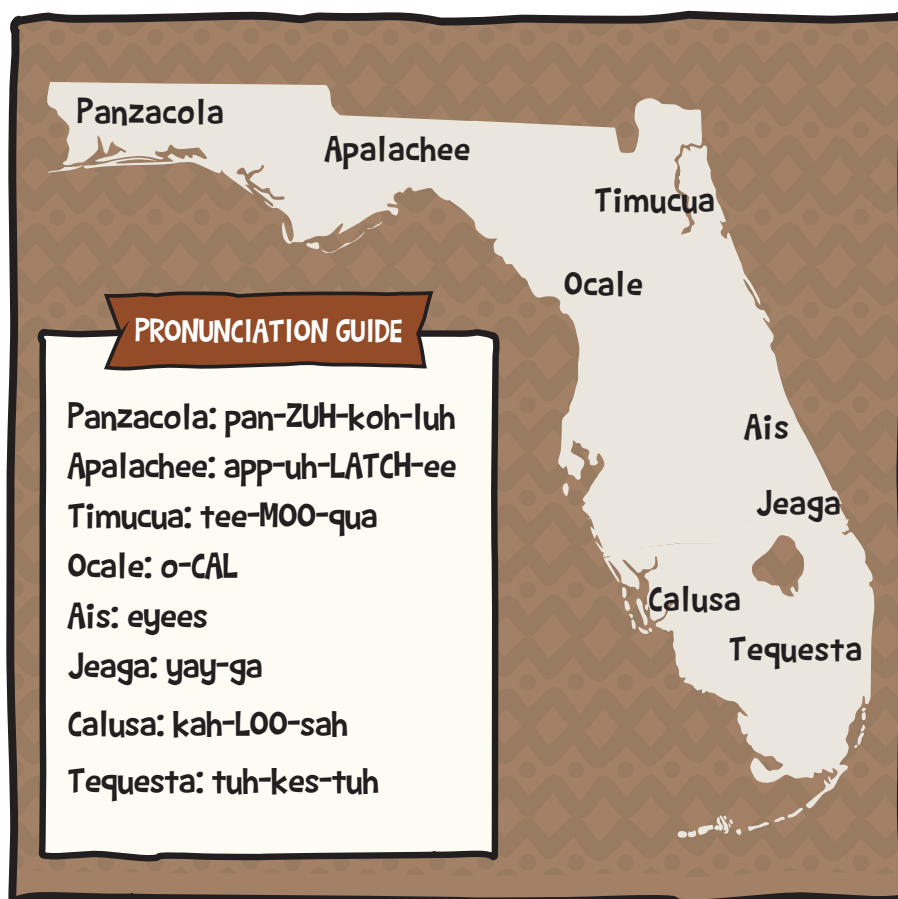 Panzacola
Apalachee
Timucua
Ocale
Ais
Jeaga
Calusa
Tequesta
PRONUNCIATION GUIDE
Panzacola: pan-ZUH-koh-luh
Apalachee: app-uh-LATCH-ee
Timucua: tee-MOO-qua
Ocale: o-CAL
Ais: eyees
Jeaga: yay-ga
Calusa: kah-LOO-sah
Tequesta: tuh-kes-tuh